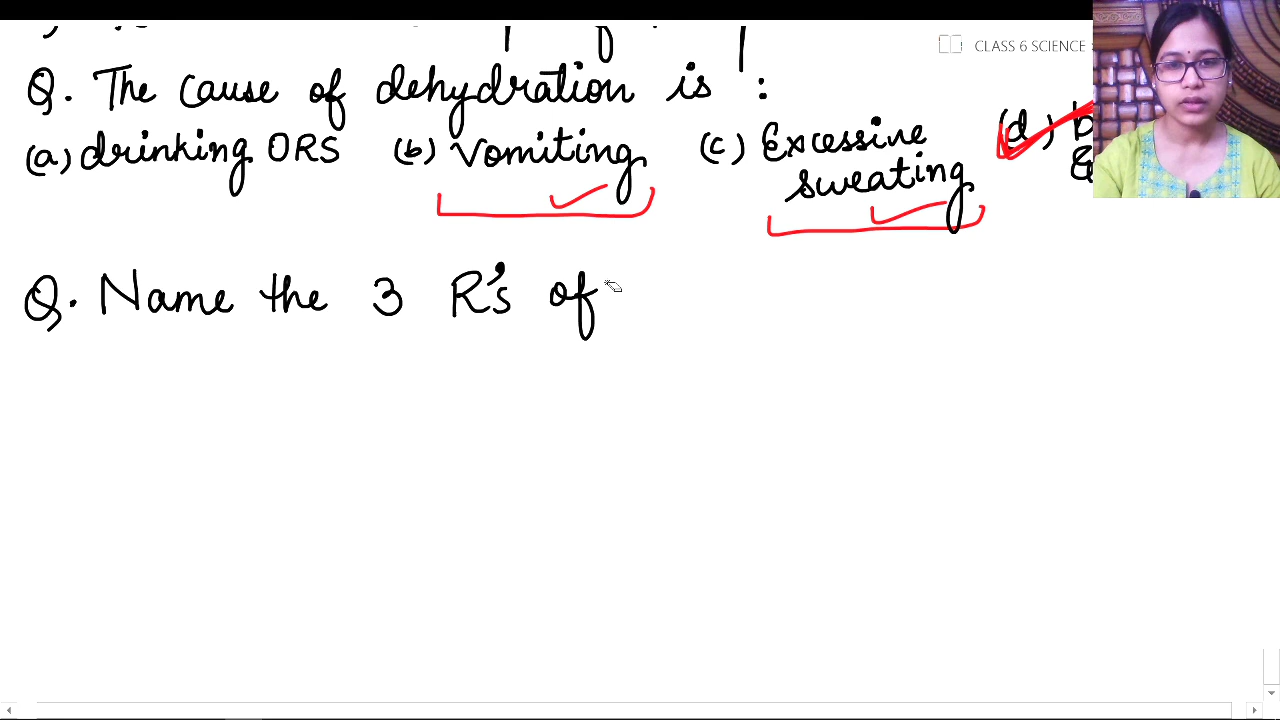 CLASS 6 SCIENCE
Q. The cause of dehydration is :
(a) drinking ORS (b) Vomiting (c) Excessive sweating (d) b &
Q. Name the 3 R's of